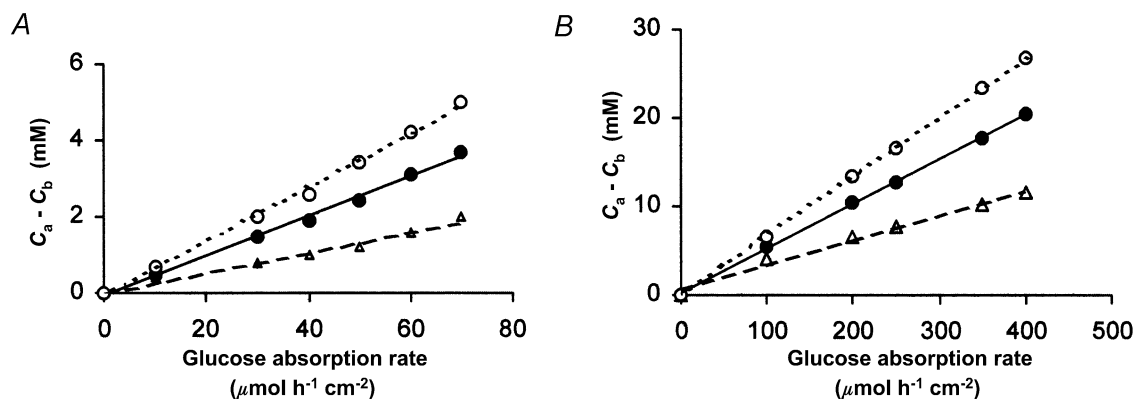 A
6
4
2
0
C_a - C_b (mM)
0 20 40 60 80
Glucose absorption rate
(μmol h⁻¹ cm⁻²)
B
30
20
10
0
C_a - C_b (mM)
0 100 200 300 400 500
Glucose absorption rate
(μmol h⁻¹ cm⁻²)